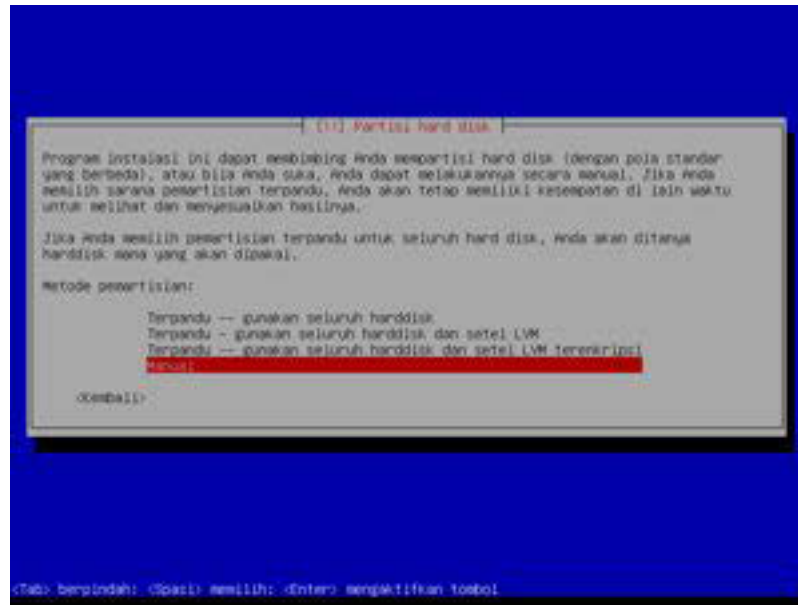 [!!] Partisi hard disk
Program instalasi ini dapat membimbing Anda mempartisi hard disk (dengan pola standar
yang berbeda), atau bila Anda suka, Anda dapat melakukannya secara manual. Jika Anda
memilih sarana pemartisian terpandu, Anda akan tetap memiliki kesempatan di lain waktu
untuk melihat dan menyesuaikan hasilnya.
Jika Anda memilih pemartisian terpandu untuk seluruh hard disk, Anda akan ditanya
harddisk mana yang akan dipakai.
Metode pemartisian:
Terpandu -- gunakan seluruh harddisk
Terpandu - gunakan seluruh harddisk dan setel LVM
Terpandu -- gunakan seluruh harddisk dan setel LVM terenkripsi
Manual
<Kembali>
<Tab> berpindah; <Spasi> memilih; <Enter> mengaktifkan tombol